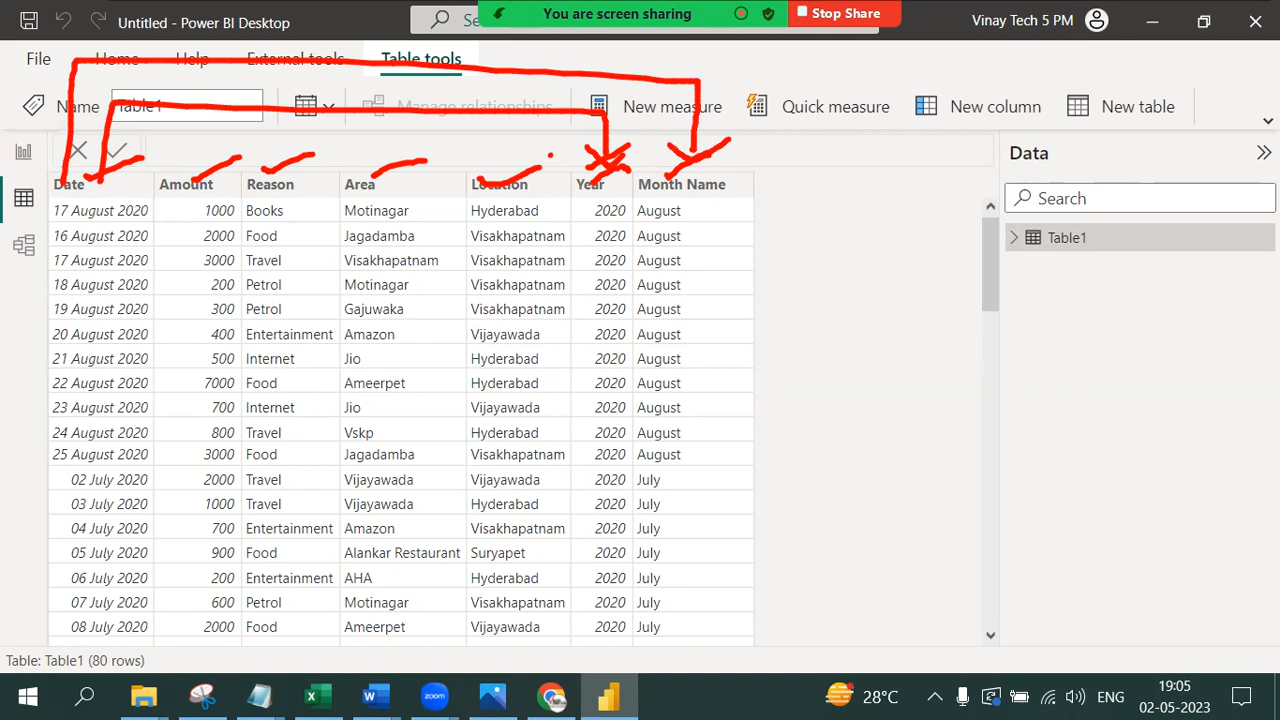 Untitled - Power BI Desktop
You are screen sharing
Stop Share
Vinay Tech 5 PM
File Home Help External tools Table tools
Name Table1 Manage relationships New measure Quick measure New column New table
Data
Search
Table1
Date Amount Reason Area Location Year Month Name
17 August 2020 1000 Books Motinagar Hyderabad 2020 August
16 August 2020 2000 Food Jagadamba Visakhapatnam 2020 August
17 August 2020 3000 Travel Visakhapatnam Visakhapatnam 2020 August
18 August 2020 200 Petrol Motinagar Visakhapatnam 2020 August
19 August 2020 300 Petrol Gajuwaka Visakhapatnam 2020 August
20 August 2020 400 Entertainment Amazon Vijayawada 2020 August
21 August 2020 500 Internet Jio Hyderabad 2020 August
22 August 2020 7000 Food Ameerpet Hyderabad 2020 August
23 August 2020 700 Internet Jio Vijayawada 2020 August
24 August 2020 800 Travel Vskp Hyderabad 2020 August
25 August 2020 3000 Food Jagadamba Visakhapatnam 2020 August
02 July 2020 2000 Travel Vijayawada Vijayawada 2020 July
03 July 2020 1000 Travel Vijayawada Hyderabad 2020 July
04 July 2020 700 Entertainment Amazon Visakhapatnam 2020 July
05 July 2020 900 Food Alankar Restaurant Suryapet 2020 July
06 July 2020 200 Entertainment AHA Hyderabad 2020 July
07 July 2020 600 Petrol Motinagar Visakhapatnam 2020 July
08 July 2020 2000 Food Ameerpet Vijayawada 2020 July
Table: Table1 (80 rows)
zoom
28°C
ENG
19:05
02-05-2023